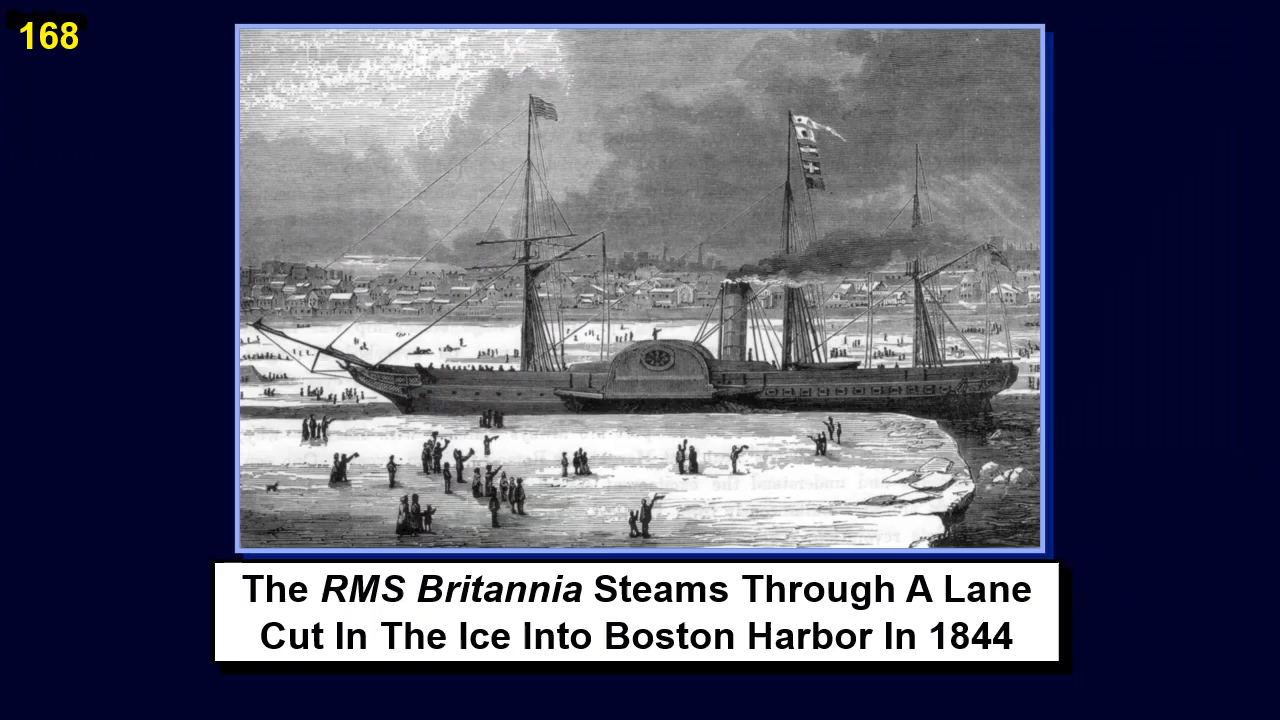 168
The RMS Britannia Steams Through A Lane
Cut In The Ice Into Boston Harbor In 1844